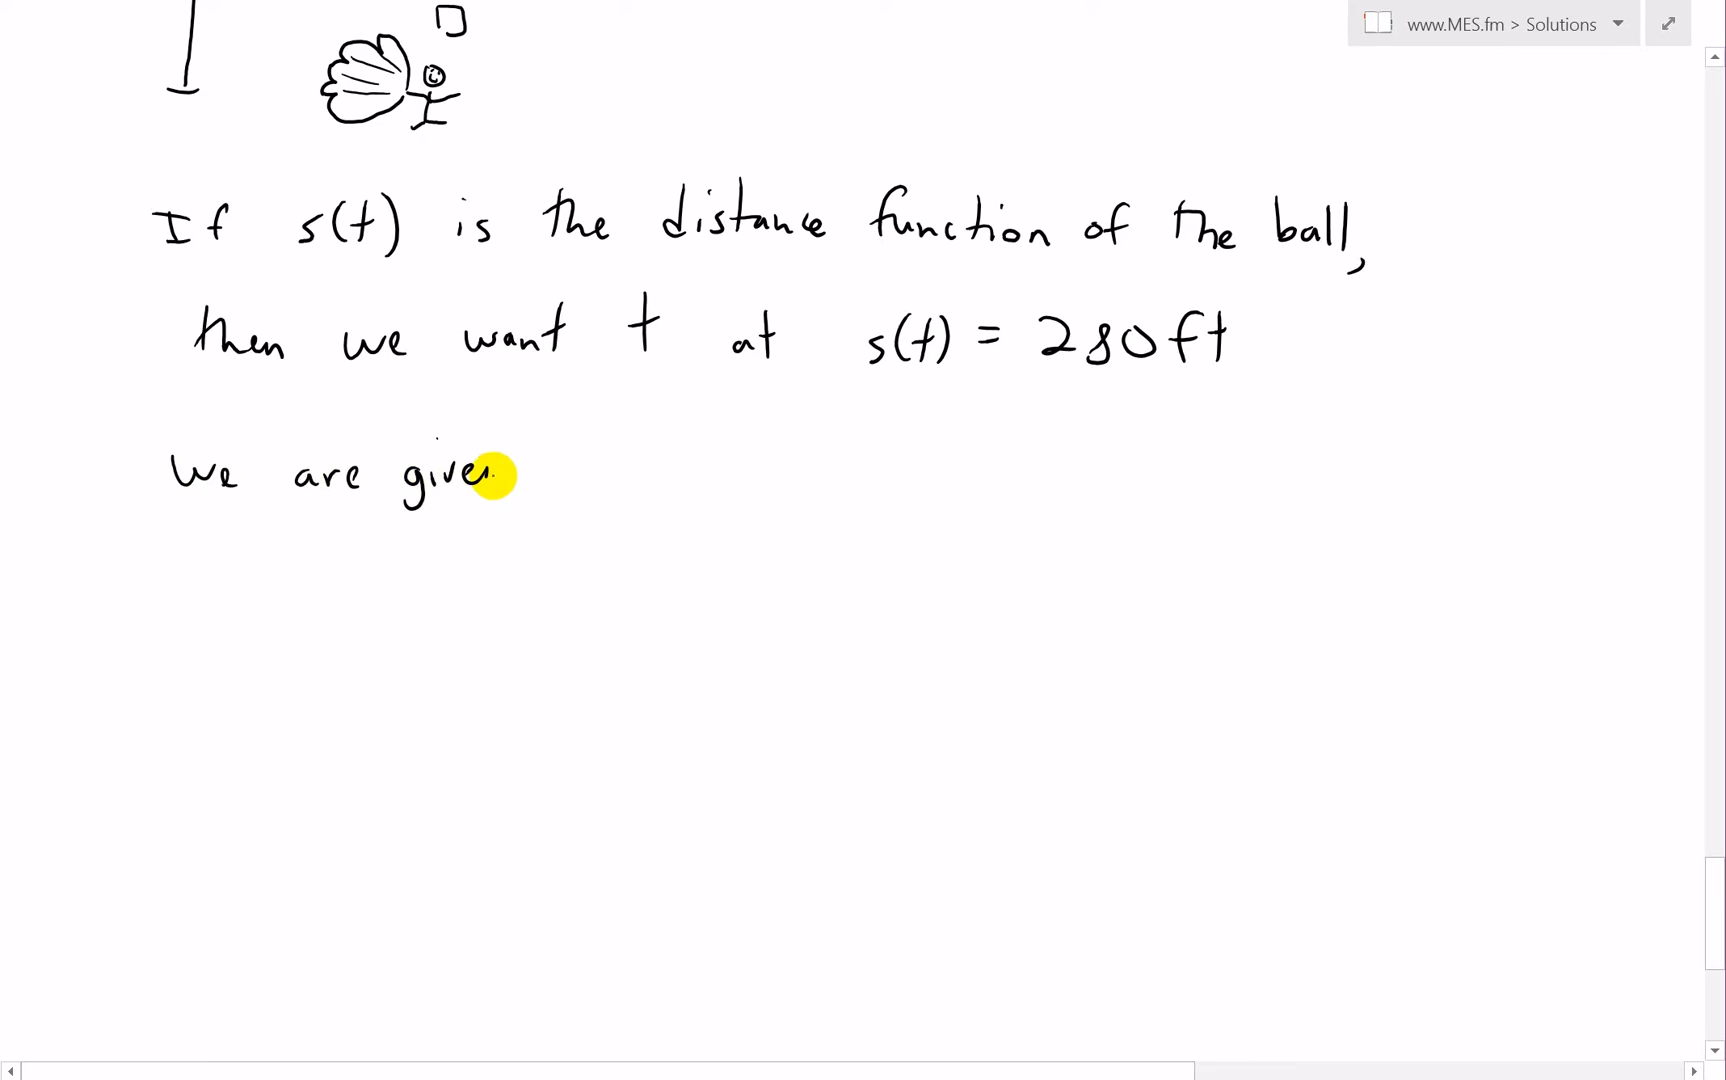 www.MES.fm > Solutions
If s(t) is the distance function of the ball,
then we want t at s(t) = 280ft
We are given